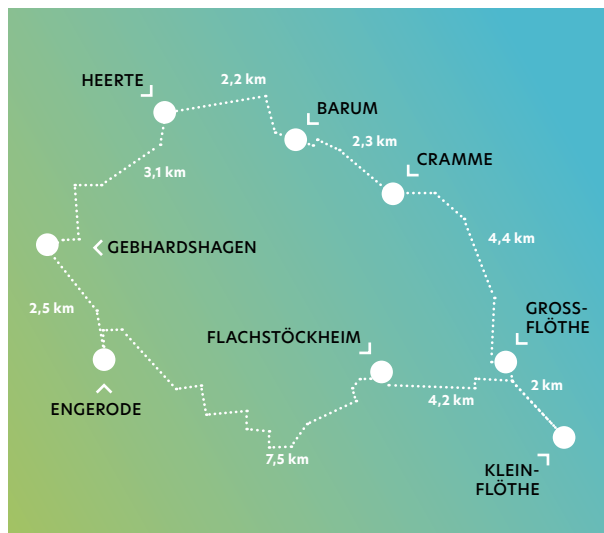 HEERTE
2,2 km
BARUM
2,3 km
CRAMME
3,1 km
4,4 km
GEBHARDSHAGEN
2,5 km
GROSS-
FLÖTHE
FLACHSTÖCKHEIM
2 km
4,2 km
ENGERODE
7,5 km
KLEIN-
FLÖTHE